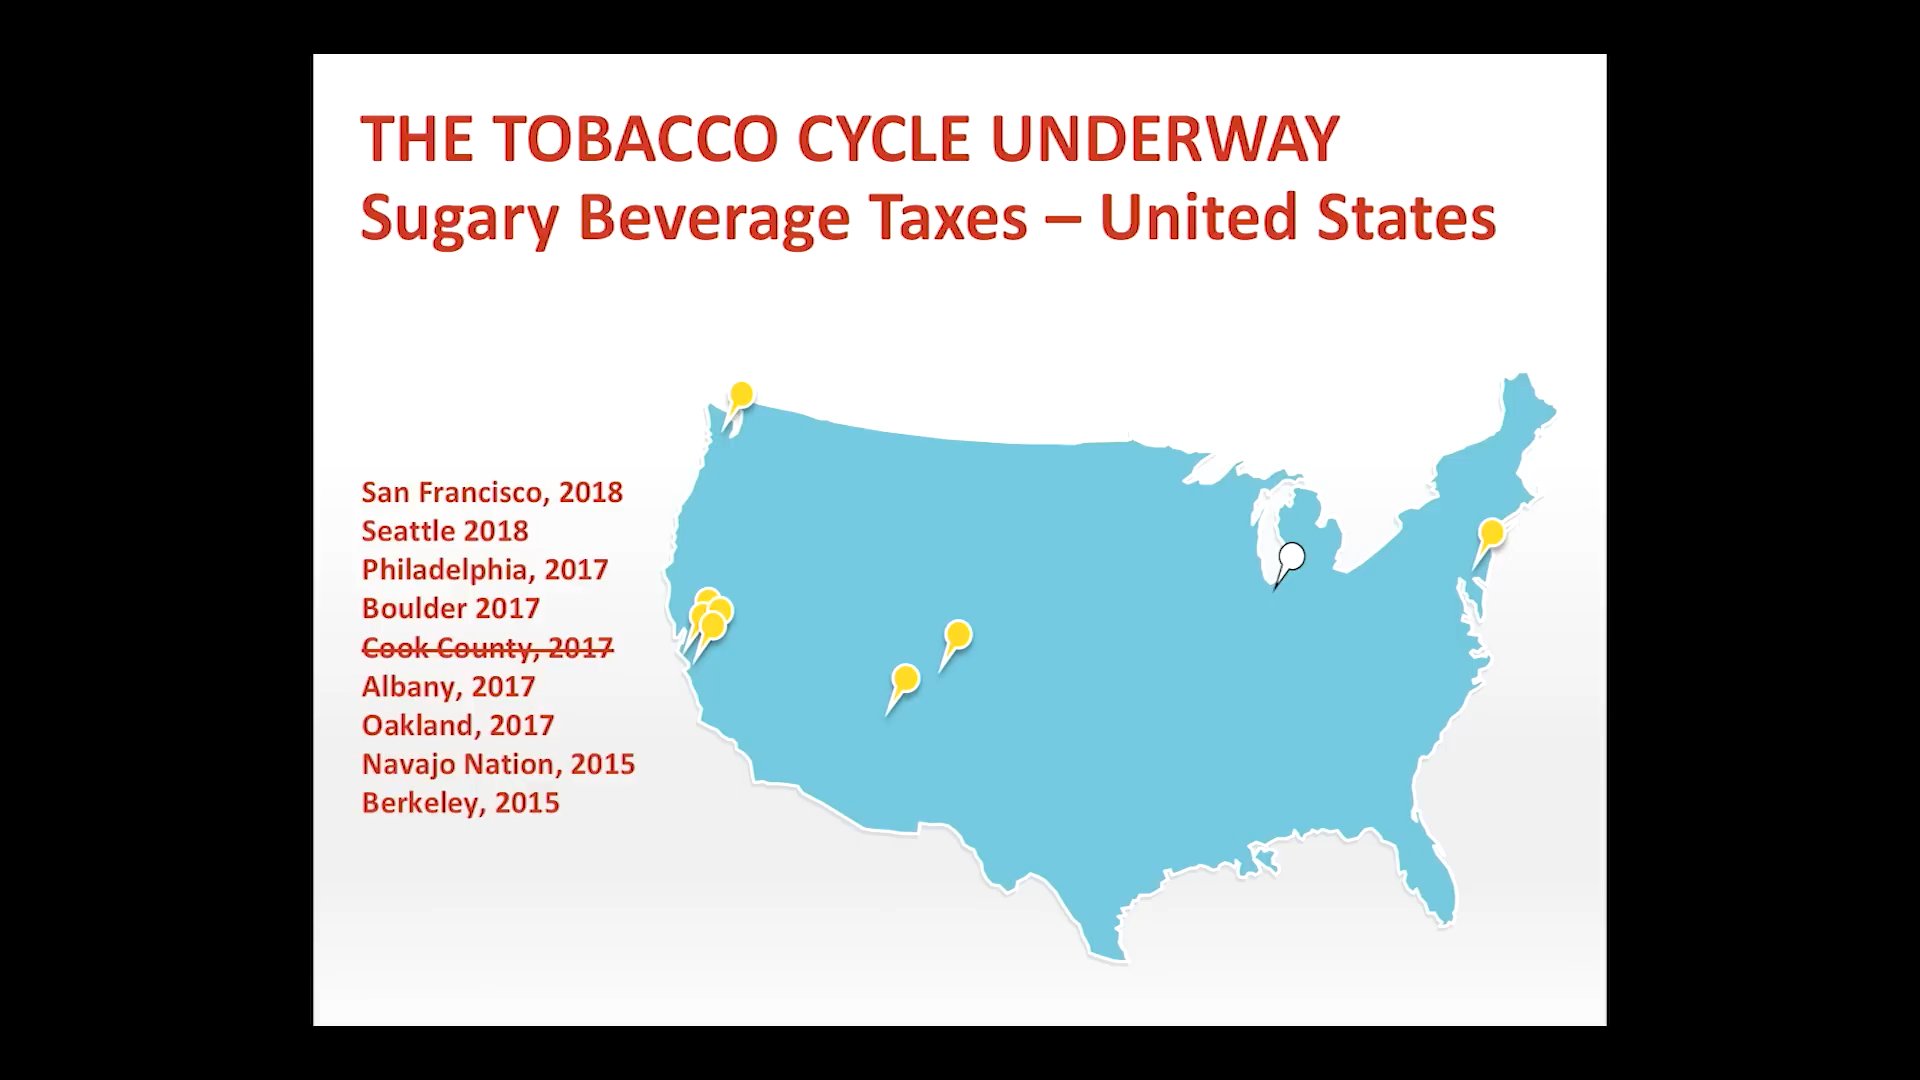 THE TOBACCO CYCLE UNDERWAY
Sugary Beverage Taxes – United States
San Francisco, 2018
Seattle 2018
Philadelphia, 2017
Boulder 2017
Cook County, 2017
Albany, 2017
Oakland, 2017
Navajo Nation, 2015
Berkeley, 2015